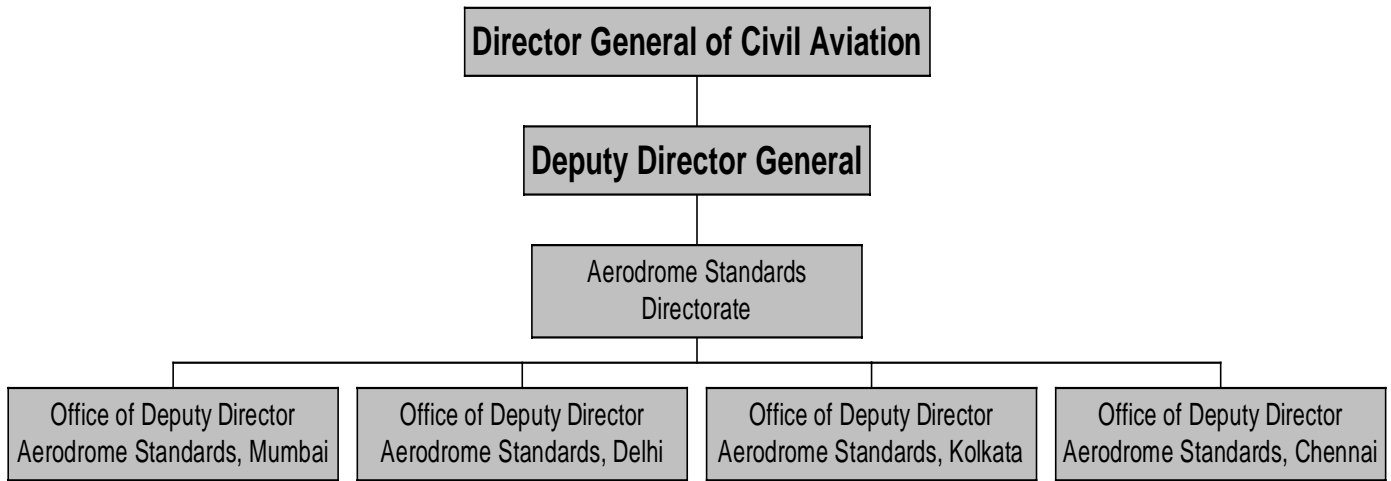 Director General of Civil Aviation
Deputy Director General
Aerodrome Standards
Directorate
Office of Deputy Director
Aerodrome Standards, Mumbai
Office of Deputy Director
Aerodrome Standards, Delhi
Office of Deputy Director
Aerodrome Standards, Kolkata
Office of Deputy Director
Aerodrome Standards, Chennai